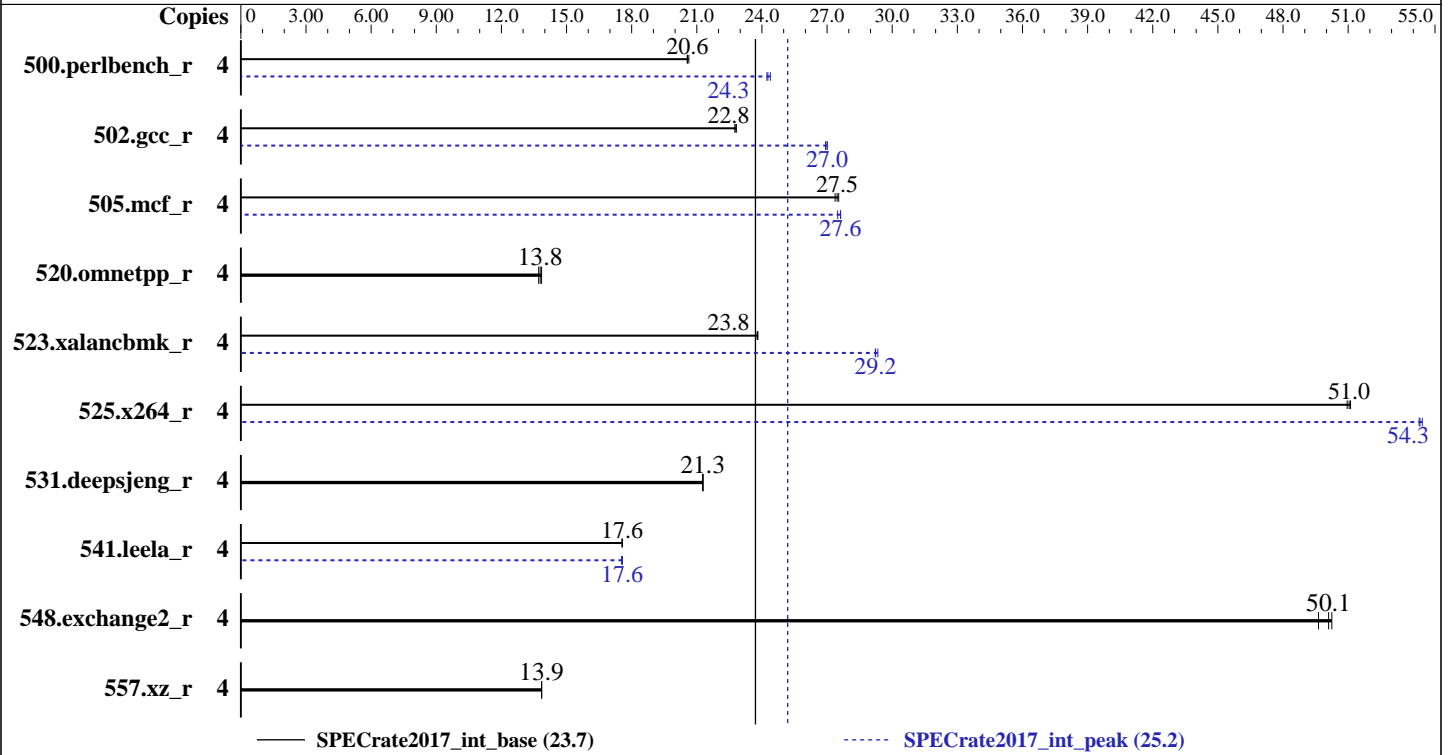 Copies 0 3.00 6.00 9.00 12.0 15.0 18.0 21.0 24.0 27.0 30.0 33.0 36.0 39.0 42.0 45.0 48.0 51.0 55.0
500.perlbench_r 4 20.6
24.3
502.gcc_r 4 22.8
27.0
505.mcf_r 4 27.5
27.6
520.omnetpp_r 4 13.8
523.xalancbmk_r 4 23.8
29.2
525.x264_r 4 51.0
54.3
531.deepsjeng_r 4 21.3
541.leela_r 4 17.6
17.6
548.exchange2_r 4 50.1
557.xz_r 4 13.9
SPECrate2017_int_base (23.7) SPECrate2017_int_peak (25.2)